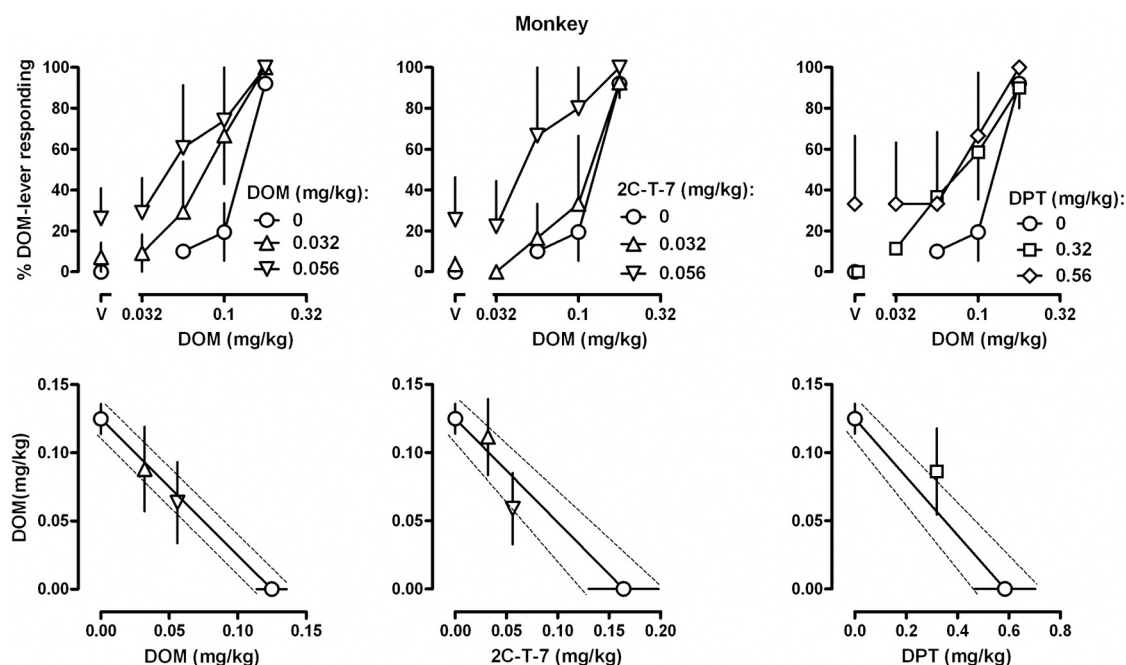 Monkey
% DOM-lever responding
100
80
60
40
20
0
DOM (mg/kg):
0
0.032
0.056
V 0.032 0.1 0.32
DOM (mg/kg)
100
80
60
40
20
0
2C-T-7 (mg/kg):
0
0.032
0.056
V 0.032 0.1 0.32
DOM (mg/kg)
100
80
60
40
20
0
DPT (mg/kg):
0
0.32
0.56
V 0.032 0.1 0.32
DOM (mg/kg)
DOM(mg/kg)
0.15
0.10
0.05
0.00
0.00 0.05 0.10 0.15
DOM (mg/kg)
0.15
0.10
0.05
0.00
0.00 0.05 0.10 0.15 0.20
2C-T-7 (mg/kg)
0.15
0.10
0.05
0.00
0.0 0.2 0.4 0.6 0.8
DPT (mg/kg)